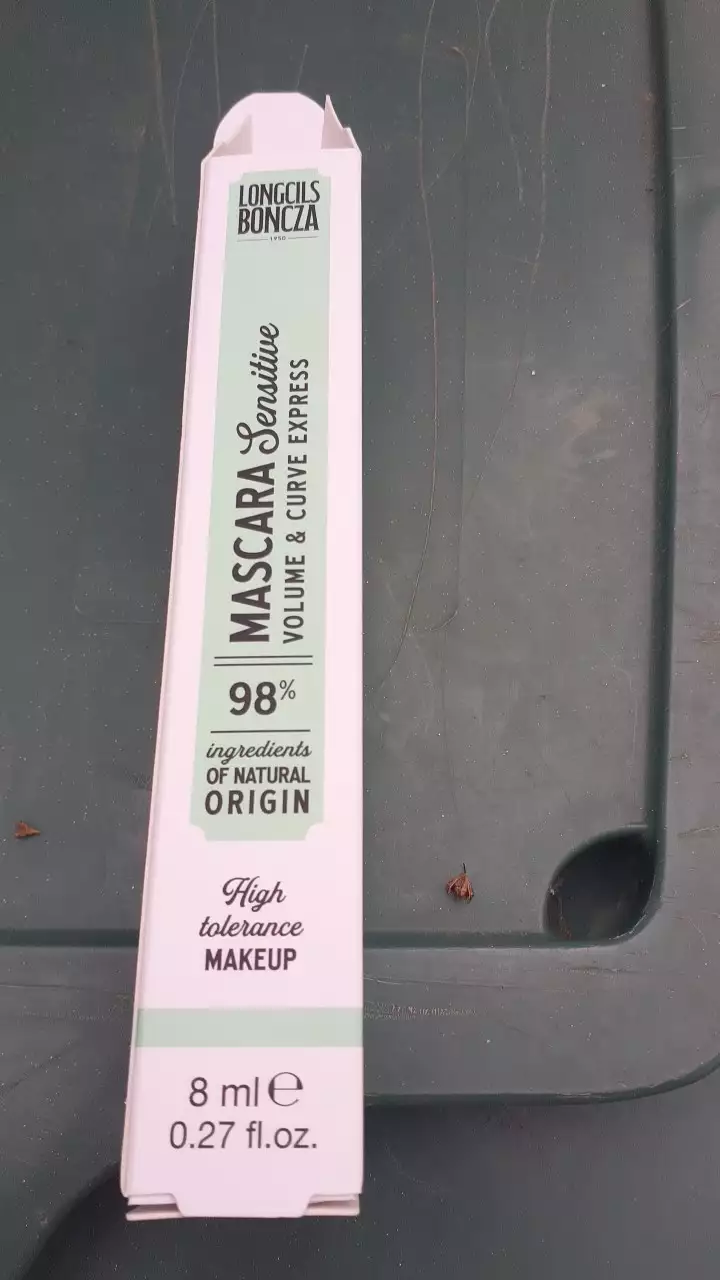 LONGCILS
BONCZA
1950
MASCARA Sensitive
VOLUME & CURVE EXPRESS
98%
ingredients
OF NATURAL
ORIGIN
High
tolerance
MAKEUP
8 ml ℮
0.27 fl.oz.